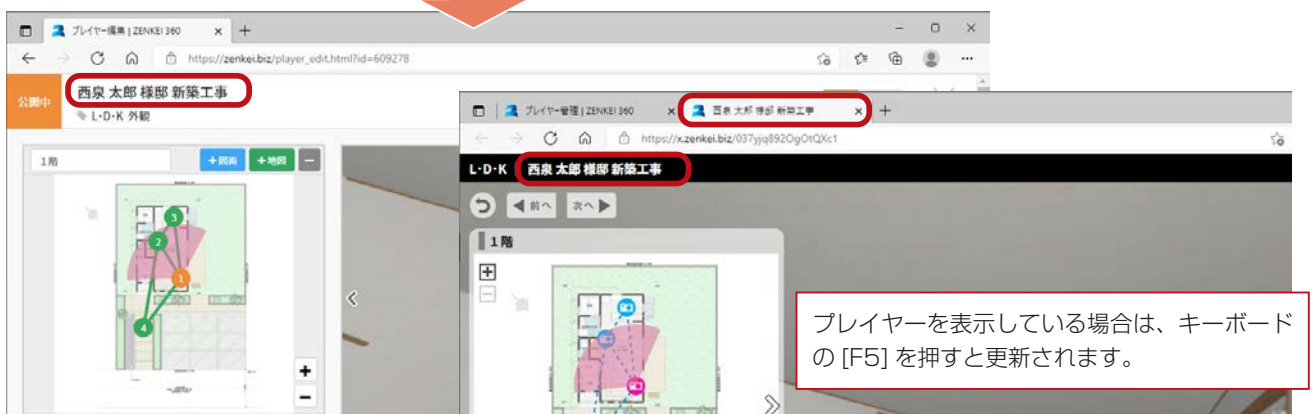 プレイヤー編集 | ZENKEI 360
https://zenkei.biz/player_edit.html?id=609278
公開中
西泉 太郎 様邸 新築工事
L・D・K 外観
1階
+図面
+地図
3
2
1
4
プレイヤー管理 | ZENKEI 360
西泉 太郎 様邸 新築工事
https://x.zenkei.biz/037yjq892OgOtQXc1
L・D・K
西泉 太郎 様邸 新築工事
前へ
次へ
1階
プレイヤーを表示している場合は、キーボード
の [F5] を押すと更新されます。